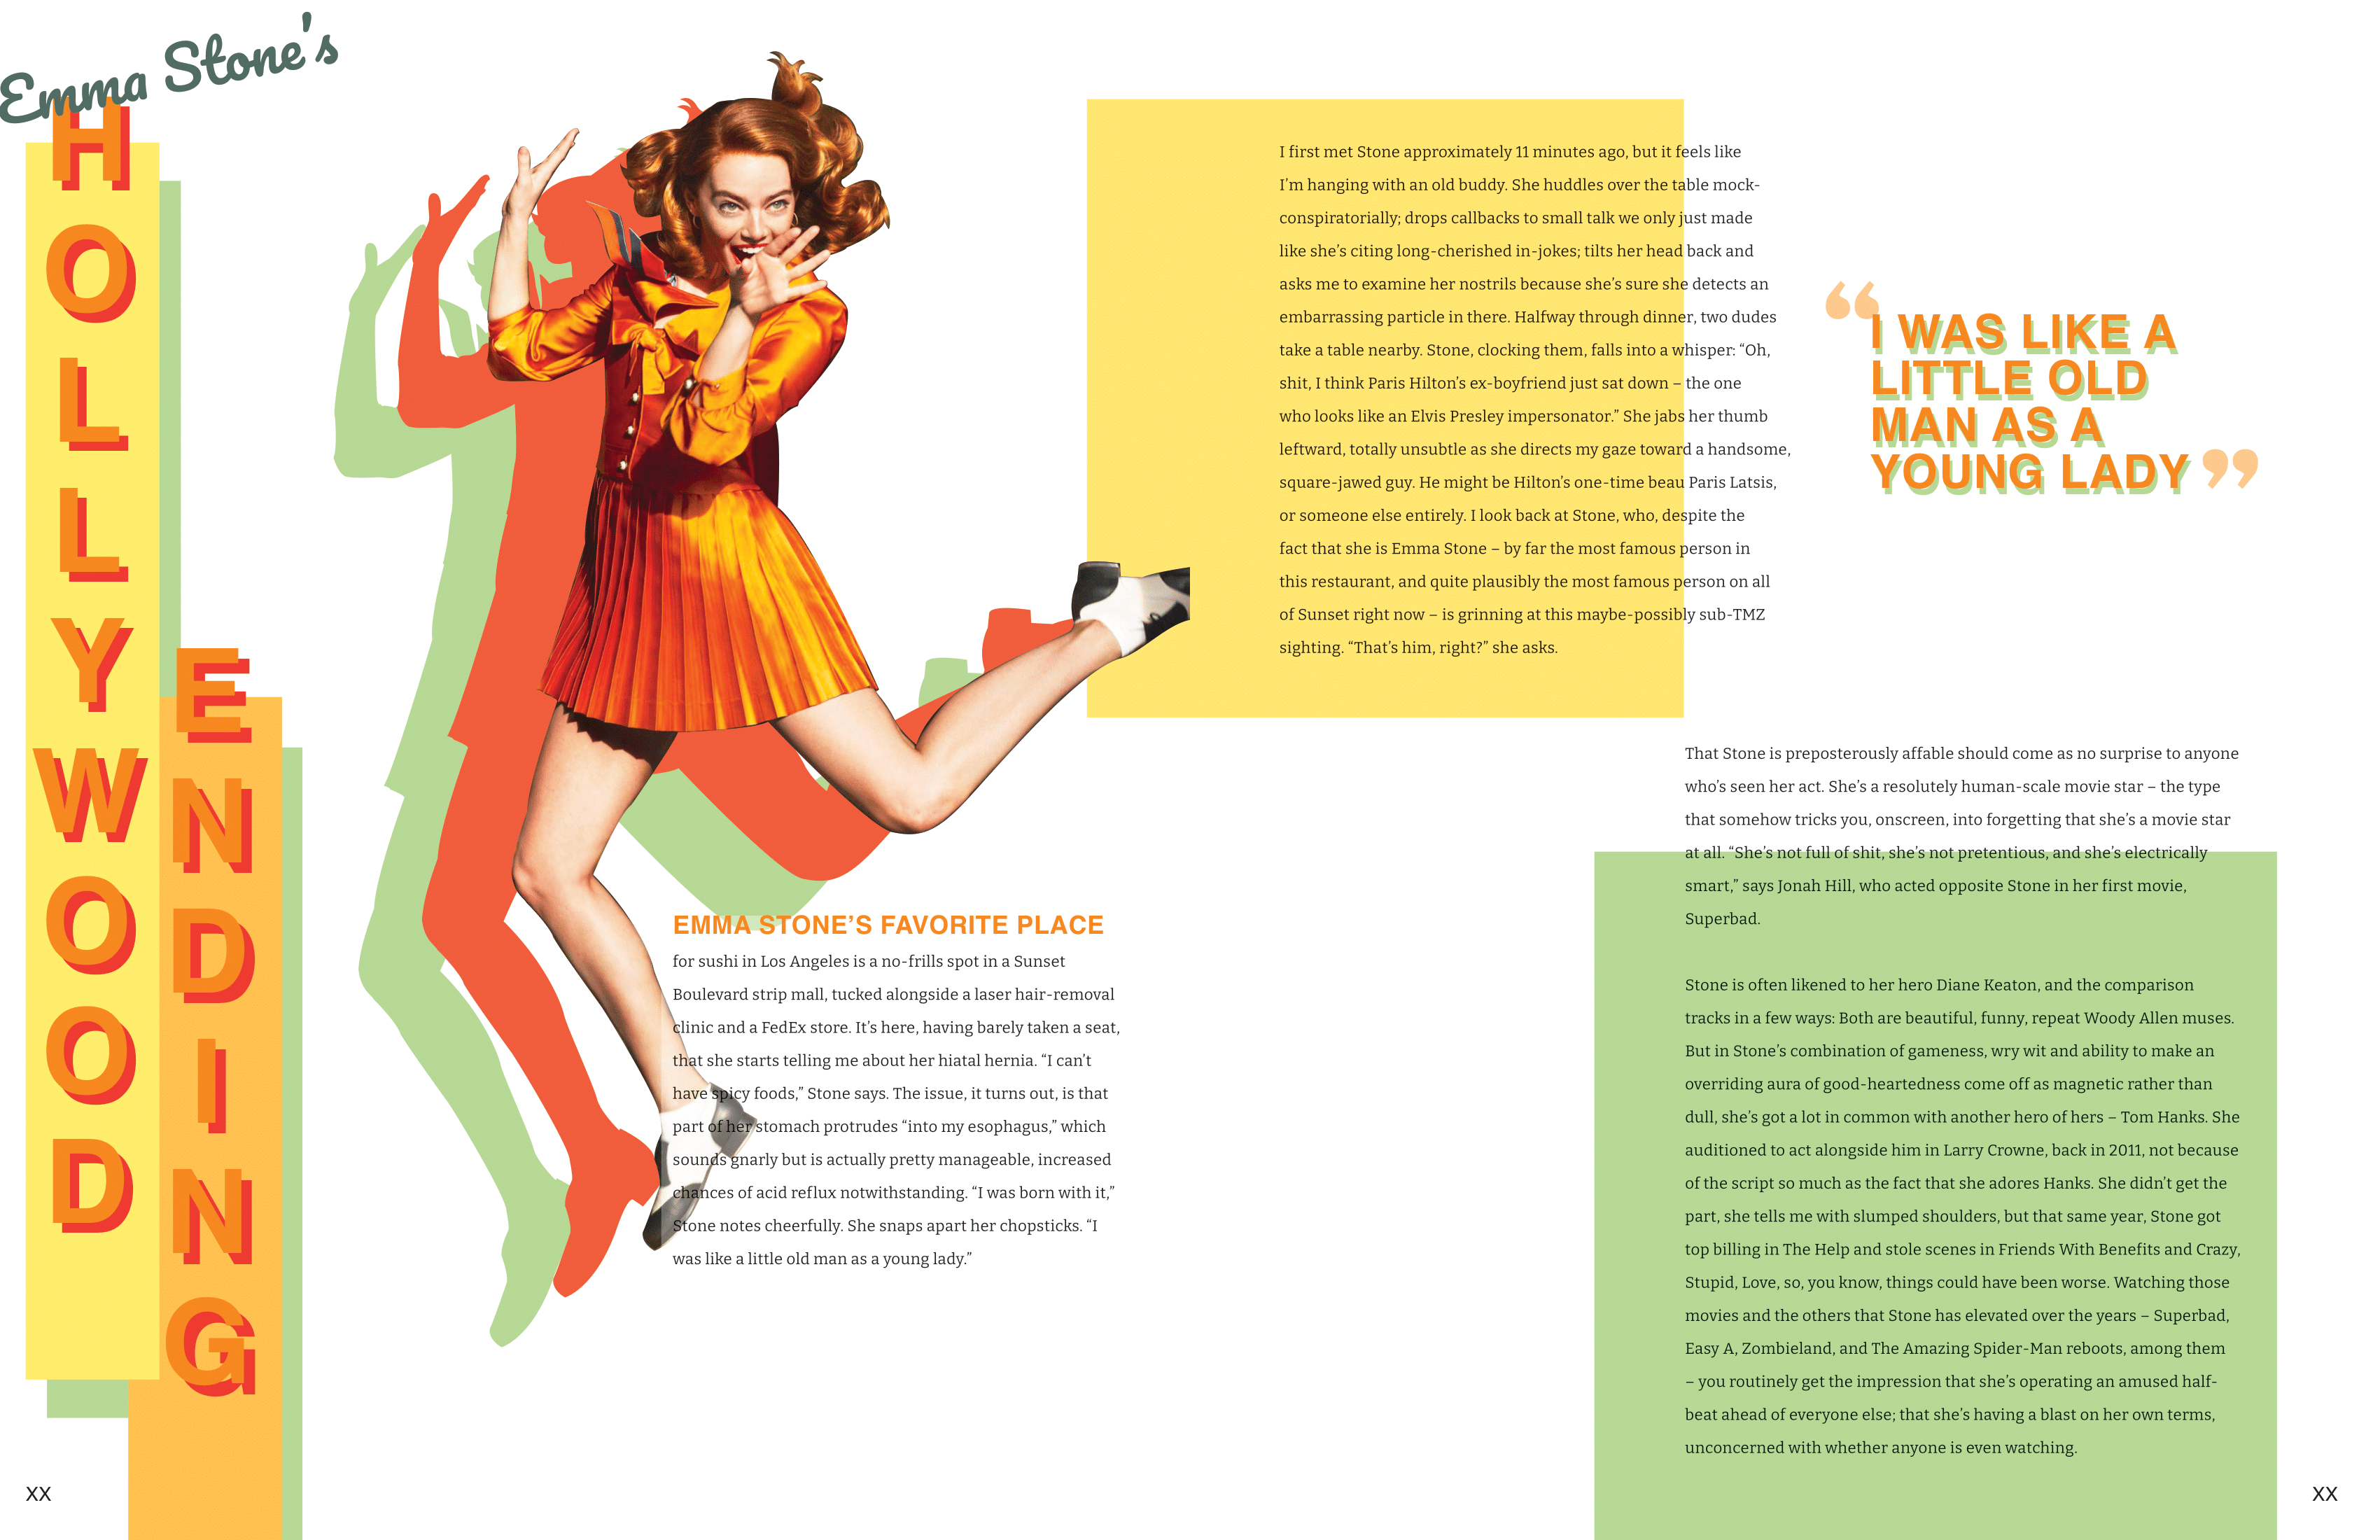 Emma Stone's
HOLLYWOOD
ENDING
EMMA STONE’S FAVORITE PLACE
for sushi in Los Angeles is a no-frills spot in a Sunset
Boulevard strip mall, tucked alongside a laser hair-removal
clinic and a FedEx store. It’s here, having barely taken a seat,
that she starts telling me about her hiatal hernia. “I can’t
have spicy foods,” Stone says. The issue, it turns out, is that
part of her stomach protrudes “into my esophagus,” which
sounds gnarly but is actually pretty manageable, increased
chances of acid reflux notwithstanding. “I was born with it,”
Stone notes cheerfully. She snaps apart her chopsticks. “I
was like a little old man as a young lady.”
XX
I first met Stone approximately 11 minutes ago, but it feels like
I’m hanging with an old buddy. She huddles over the table mock-
conspiratorially; drops callbacks to small talk we only just made
like she’s citing long-cherished in-jokes; tilts her head back and
asks me to examine her nostrils because she’s sure she detects an
embarrassing particle in there. Halfway through dinner, two dudes
take a table nearby. Stone, clocking them, falls into a whisper: “Oh,
shit, I think Paris Hilton’s ex-boyfriend just sat down – the one
who looks like an Elvis Presley impersonator.” She jabs her thumb
leftward, totally unsubtle as she directs my gaze toward a handsome,
square-jawed guy. He might be Hilton’s one-time beau Paris Latsis,
or someone else entirely. I look back at Stone, who, despite the
fact that she is Emma Stone – by far the most famous person in
this restaurant, and quite plausibly the most famous person on all
of Sunset right now – is grinning at this maybe-possibly sub-TMZ
sighting. “That’s him, right?” she asks.
“I WAS LIKE A
LITTLE OLD
MAN AS A
YOUNG LADY”
That Stone is preposterously affable should come as no surprise to anyone
who’s seen her act. She’s a resolutely human-scale movie star – the type
that somehow tricks you, onscreen, into forgetting that she’s a movie star
at all. “She’s not full of shit, she’s not pretentious, and she’s electrically
smart,” says Jonah Hill, who acted opposite Stone in her first movie,
Superbad.
Stone is often likened to her hero Diane Keaton, and the comparison
tracks in a few ways: Both are beautiful, funny, repeat Woody Allen muses.
But in Stone’s combination of gameness, wry wit and ability to make an
overriding aura of good-heartedness come off as magnetic rather than
dull, she’s got a lot in common with another hero of hers – Tom Hanks. She
auditioned to act alongside him in Larry Crowne, back in 2011, not because
of the script so much as the fact that she adores Hanks. She didn’t get the
part, she tells me with slumped shoulders, but that same year, Stone got
top billing in The Help and stole scenes in Friends With Benefits and Crazy,
Stupid, Love, so, you know, things could have been worse. Watching those
movies and the others that Stone has elevated over the years – Superbad,
Easy A, Zombieland, and The Amazing Spider-Man reboots, among them
– you routinely get the impression that she’s operating an amused half-
beat ahead of everyone else; that she’s having a blast on her own terms,
unconcerned with whether anyone is even watching.
XX